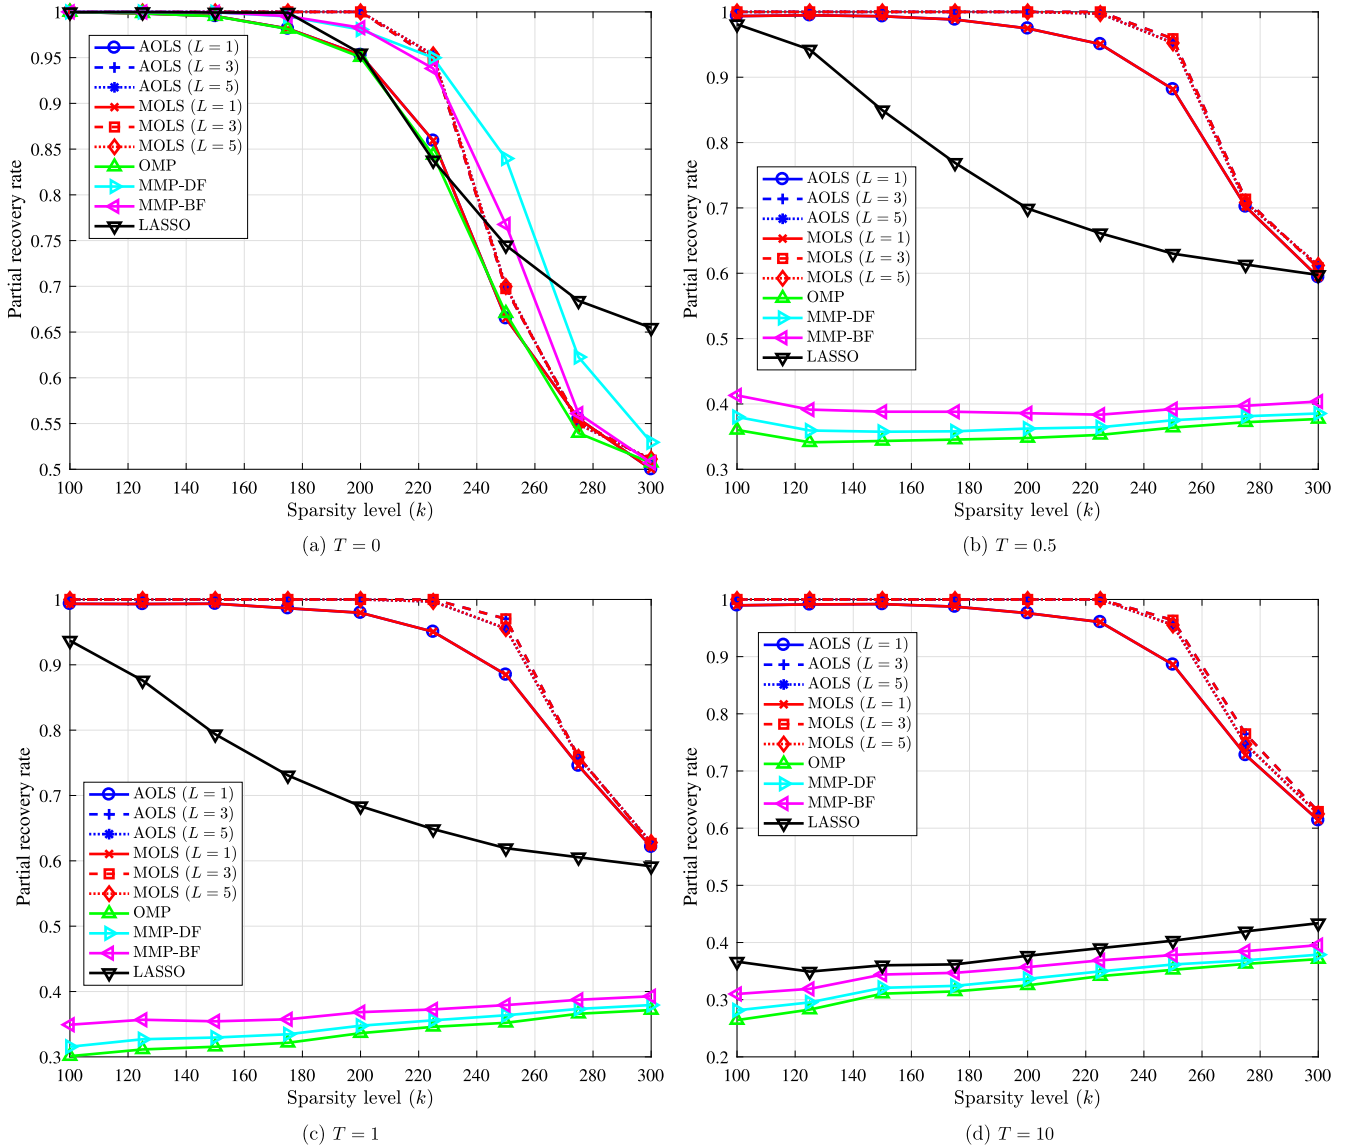 1
0.95
0.9
0.85
0.8
0.75
0.7
0.65
0.6
0.55
0.5
Partial recovery rate
AOLS (L = 1)
AOLS (L = 3)
AOLS (L = 5)
MOLS (L = 1)
MOLS (L = 3)
MOLS (L = 5)
OMP
MMP-DF
MMP-BF
LASSO
100 120 140 160 180 200 220 240 260 280 300
Sparsity level (k)
(a) T = 0
1
0.9
0.8
0.7
0.6
0.5
0.4
0.3
Partial recovery rate
AOLS (L = 1)
AOLS (L = 3)
AOLS (L = 5)
MOLS (L = 1)
MOLS (L = 3)
MOLS (L = 5)
OMP
MMP-DF
MMP-BF
LASSO
100 120 140 160 180 200 220 240 260 280 300
Sparsity level (k)
(b) T = 0.5
1
0.9
0.8
0.7
0.6
0.5
0.4
0.3
Partial recovery rate
AOLS (L = 1)
AOLS (L = 3)
AOLS (L = 5)
MOLS (L = 1)
MOLS (L = 3)
MOLS (L = 5)
OMP
MMP-DF
MMP-BF
LASSO
100 120 140 160 180 200 220 240 260 280 300
Sparsity level (k)
(c) T = 1
1
0.9
0.8
0.7
0.6
0.5
0.4
0.3
0.2
Partial recovery rate
AOLS (L = 1)
AOLS (L = 3)
AOLS (L = 5)
MOLS (L = 1)
MOLS (L = 3)
MOLS (L = 5)
OMP
MMP-DF
MMP-BF
LASSO
100 120 140 160 180 200 220 240 260 280 300
Sparsity level (k)
(d) T = 10